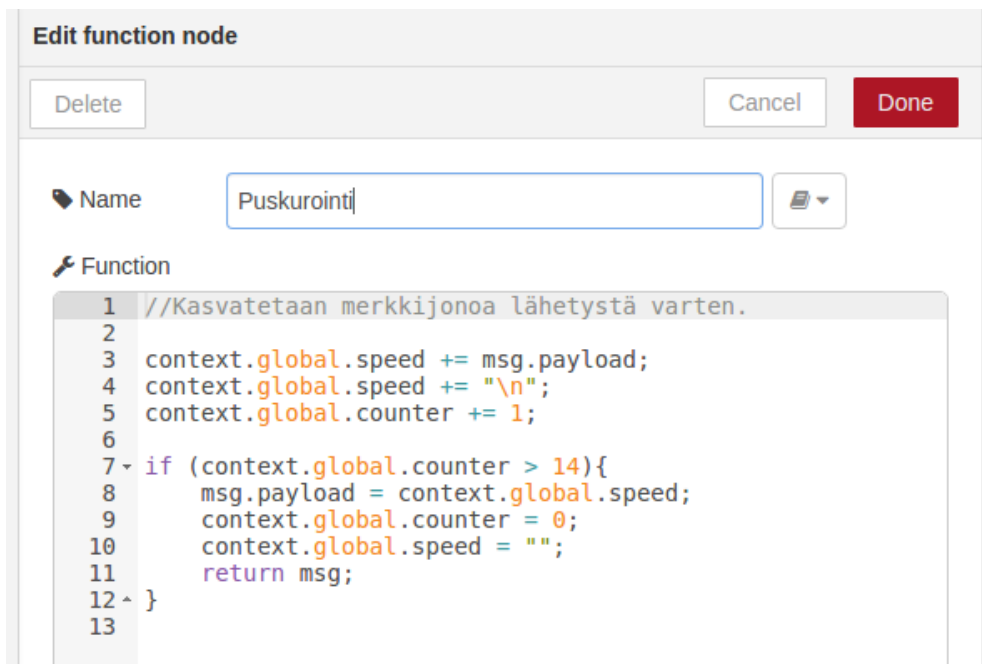 Edit function node
Delete Cancel Done
Name Puskurointi
Function
1 //Kasvatetaan merkkijonoa lähetystä varten.
2
3 context.global.speed += msg.payload;
4 context.global.speed += "\n";
5 context.global.counter += 1;
6
7 if (context.global.counter > 14){
8 msg.payload = context.global.speed;
9 context.global.counter = 0;
10 context.global.speed = "";
11 return msg;
12 }
13